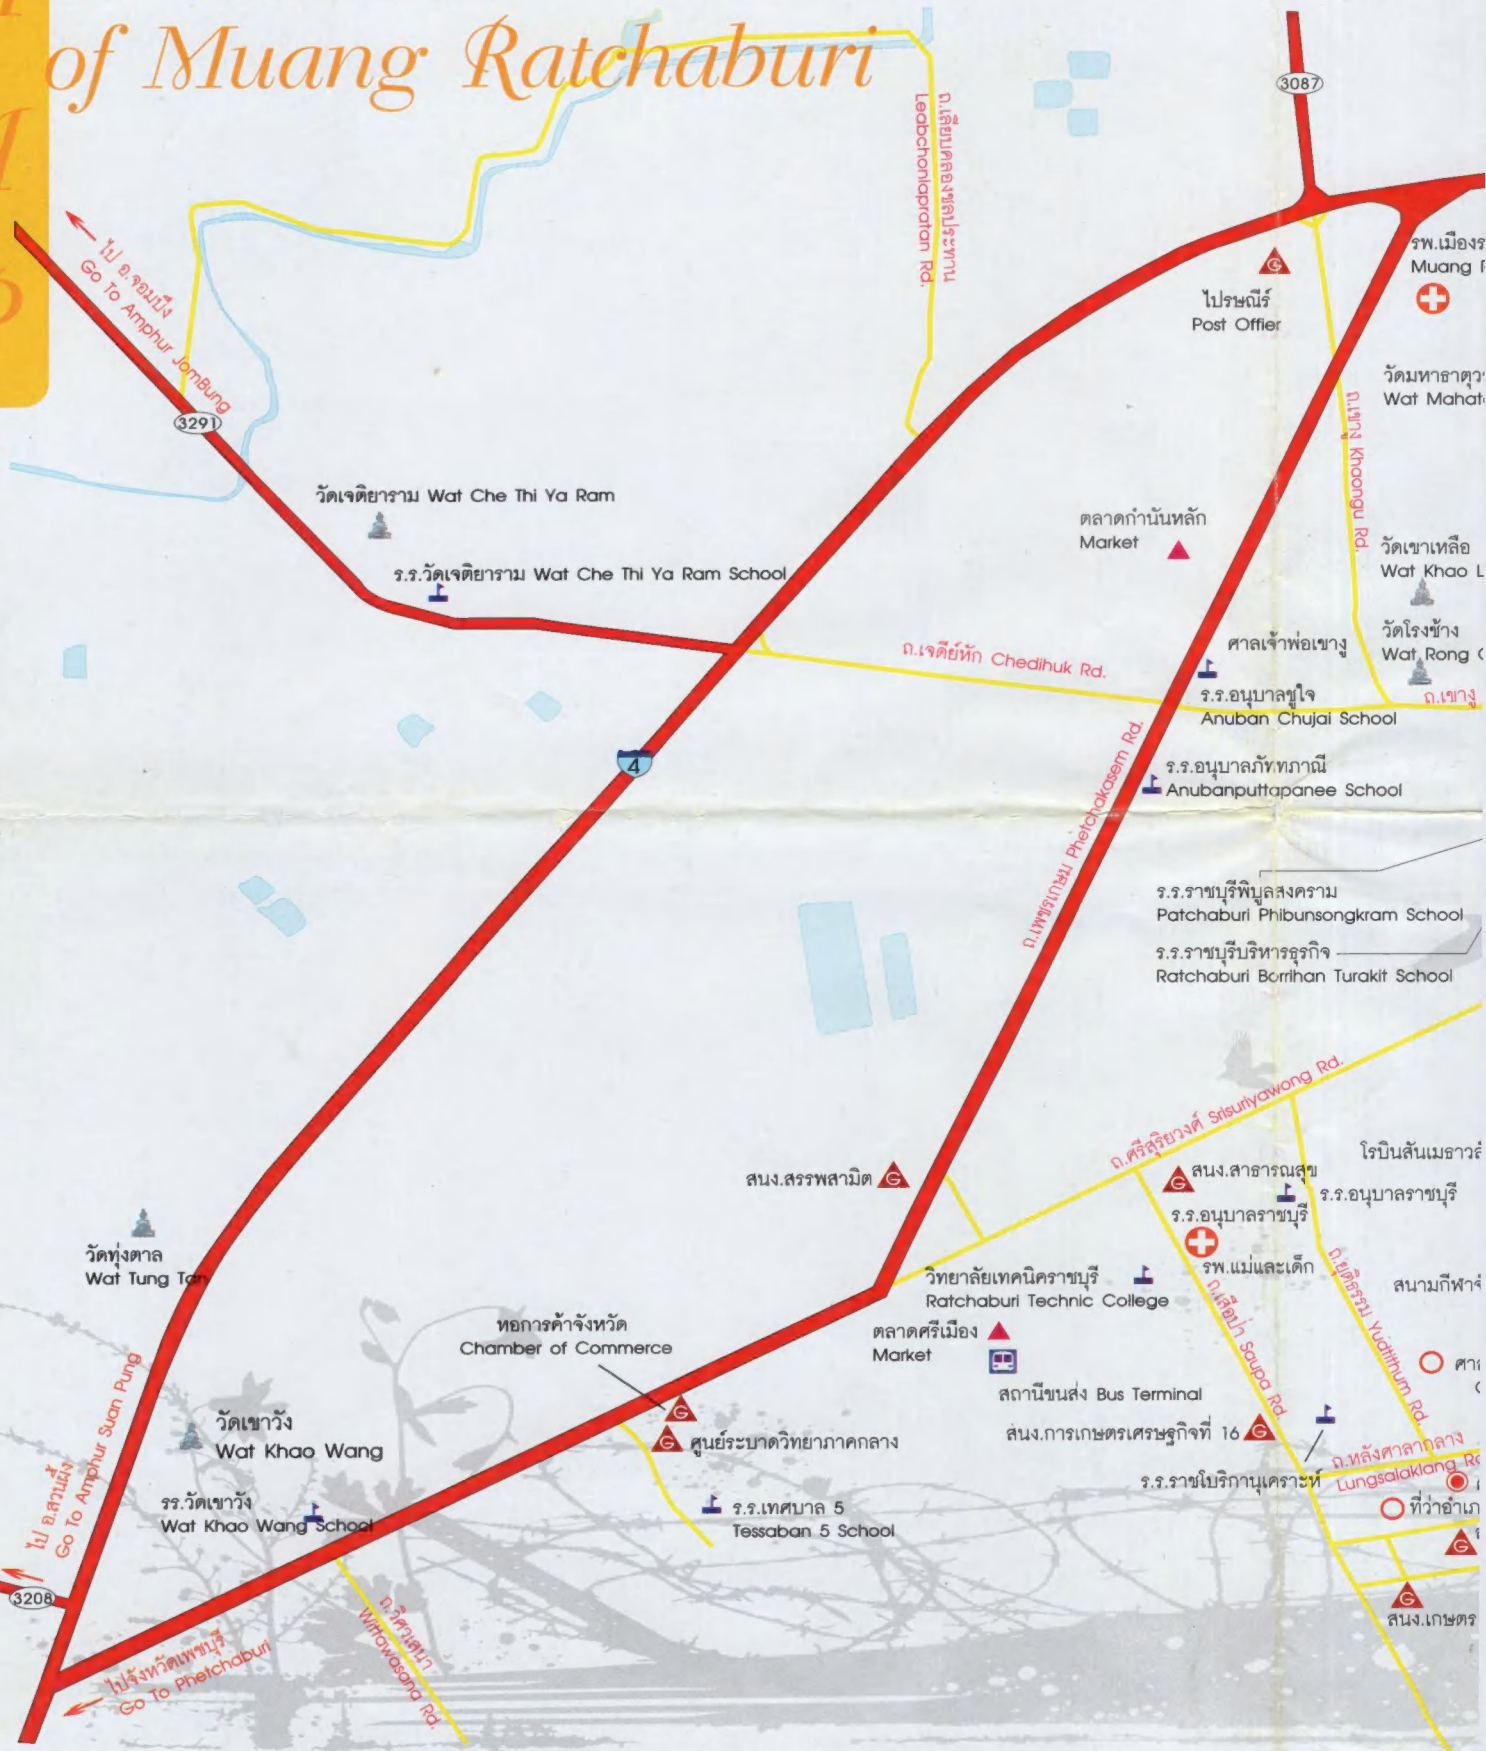 of Muang Ratchaburi
3087
ถ.เลียบคลองชลประทาน
Leabchonlapratan Rd.
ไป อ.จอมบึง
Go To Amphur JomBung
3291
รพ.เมืองร
Muang
ไปรษณีร์
Post Offier
วัดมหาธาตุว
Wat Mahat
ถ.เขางู Khaongu Rd.
วัดเจติยาราม Wat Che Thi Ya Ram
ร.ร.วัดเจติยาราม Wat Che Thi Ya Ram School
ตลาดกำนันหลัก
Market
วัดเขาเหลือ
Wat Khao L
วัดโรงช้าง
Wat Rong
ศาลเจ้าพ่อเขางู
ถ.เจดีย์หัก Chedihuk Rd.
ร.ร.อนุบาลชูใจ
Anuban Chujai School
ถ.เขางู
4
ถ.เพชรเกษม Phetchakasem Rd.
ร.ร.อนุบาลภัททภาณี
Anubanputtapanee School
ร.ร.ราชบุรีพิบูลสงคราม
Patchaburi Phibunsongkram School
ร.ร.ราชบุรีบริหารธุรกิจ
Ratchaburi Borrihan Turakit School
ถ.ศรีสุริยวงศ์ Srisuriyawong Rd.
โรบินสันเมธาวลั
สนง.สรรพสามิต G
G สนง.สาธารณสุข
ร.ร.อนุบาลราชบุรี
ร.ร.อนุบาลราชบุรี
รพ.แม่และเด็ก
วัดทุ่งตาล
Wat Tung Tan
วิทยาลัยเทคนิคราชบุรี
Ratchaburi Technic College
ถ.เสือป่า Saupa Rd.
ถ.ยุติธรรม Yudtithum Rd.
สนามกีฬาจั
หอการค้าจังหวัด
Chamber of Commerce
ตลาดศรีเมือง
Market
ศาล
สถานีขนส่ง Bus Terminal
G
G ศูนย์ระบาดวิทยาภาคกลาง
สนง.การเกษตรเศรษฐกิจที่ 16 G
วัดเขาวัง
Wat Khao Wang
ไป อ.สวนผึ้ง
Go To Amphur Suan Pung
ร.ร.ราชโบริกานุเคราะห์
ถ.หลังศาลากลาง
Lungsalaklang Rd
ที่ว่าอำเภ
รร.วัดเขาวัง
Wat Khao Wang School
ร.ร.เทศบาล 5
Tessaban 5 School
G
3208
G
สนง.เกษตร
ถ.วิศวเสนา
Wittawasana Rd.
ไปจังหวัดเพชบุรี
Go To Phetchaburi